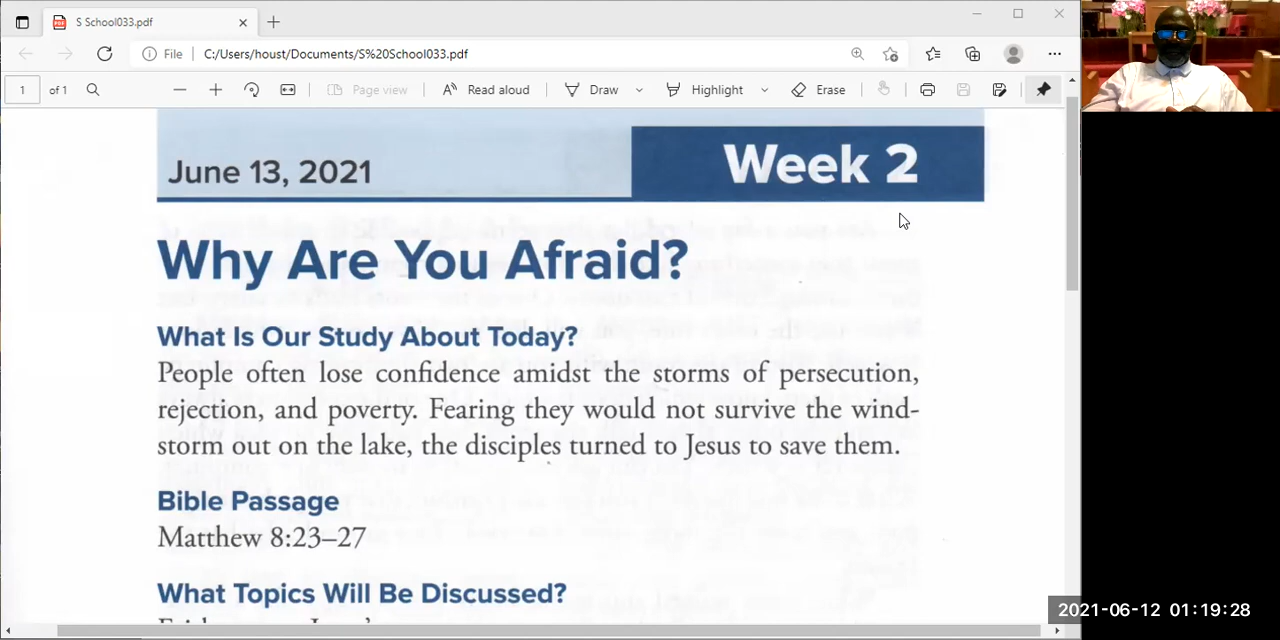 S School033.pdf
File C:/Users/houst/Documents/S%20School033.pdf
1 of 1 Page view Read aloud Draw Highlight Erase
June 13, 2021 Week 2
Why Are You Afraid?
What Is Our Study About Today?
People often lose confidence amidst the storms of persecution,
rejection, and poverty. Fearing they would not survive the wind-
storm out on the lake, the disciples turned to Jesus to save them.
Bible Passage
Matthew 8:23–27
What Topics Will Be Discussed?
2021-06-12 01:19:28